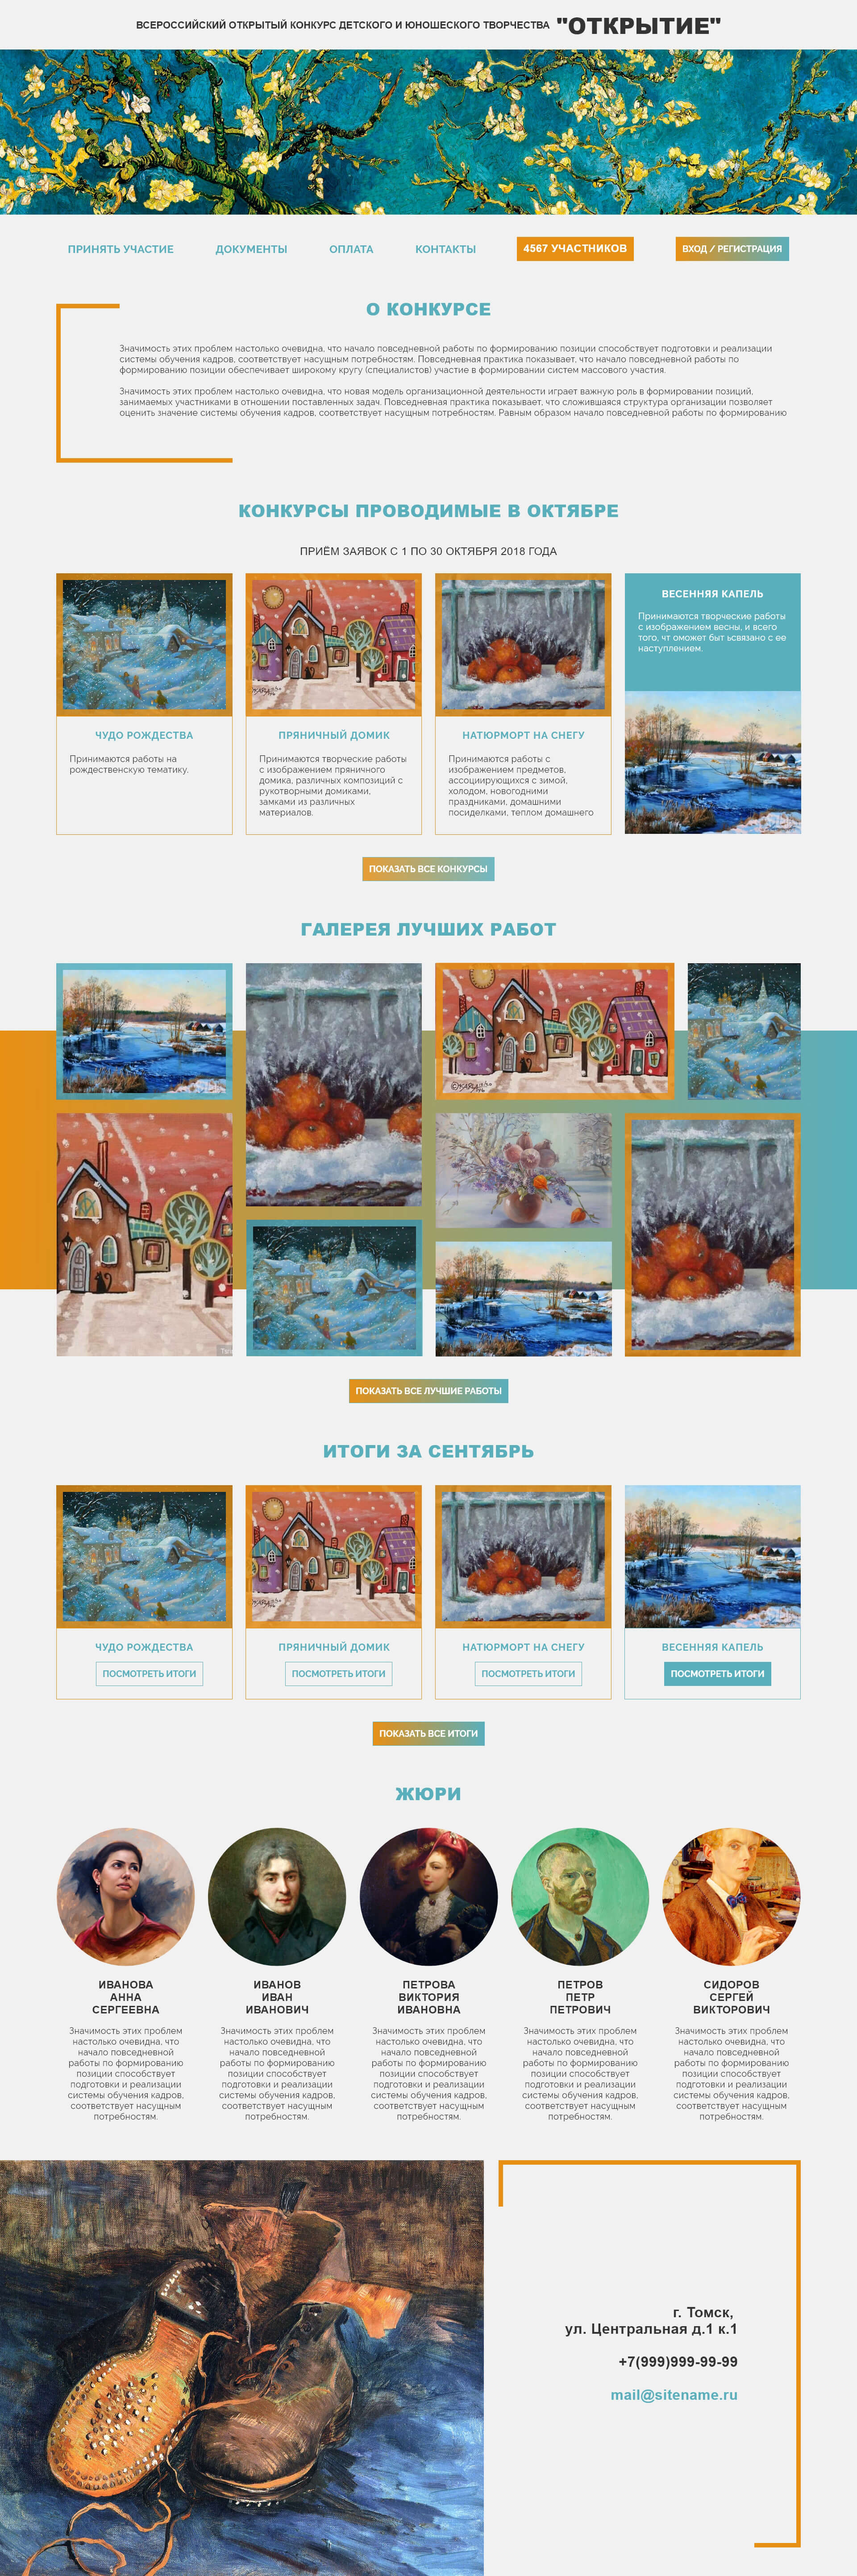 ВСЕРОССИЙСКИЙ ОТКРЫТЫЙ КОНКУРС ДЕТСКОГО И ЮНОШЕСКОГО ТВОРЧЕСТВА "ОТКРЫТИЕ"
ПРИНЯТЬ УЧАСТИЕ ДОКУМЕНТЫ ОПЛАТА КОНТАКТЫ 4567 УЧАСТНИКОВ ВХОД / РЕГИСТРАЦИЯ
О КОНКУРСЕ
Значимость этих проблем настолько очевидна, что начало повседневной работы по формированию позиции способствует подготовки и реализации
системы обучения кадров, соответствует насущным потребностям. Повседневная практика показывает, что начало повседневной работы по
формированию позиции обеспечивает широкому кругу (специалистов) участие в формировании систем массового участия.
Значимость этих проблем настолько очевидна, что новая модель организационной деятельности играет важную роль в формировании позиций,
занимаемых участниками в отношении поставленных задач. Повседневная практика показывает, что сложившаяся структура организации позволяет
оценить значение системы обучения кадров, соответствует насущным потребностям. Равным образом начало повседневной работы по формированию
КОНКУРСЫ ПРОВОДИМЫЕ В ОКТЯБРЕ
ПРИЁМ ЗАЯВОК С 1 ПО 30 ОКТЯБРЯ 2018 ГОДА
ЧУДО РОЖДЕСТВА
Принимаются работы на
рождественскую тематику.
ПРЯНИЧНЫЙ ДОМИК
Принимаются творческие работы
с изображением пряничного
домика, различных композиций с
рукотворными домиками,
замками из различных
материалов.
НАТЮРМОРТ НА СНЕГУ
Принимаются работы с
изображением предметов,
ассоциирующихся с зимой,
холодом, новогодними
праздниками, домашними
посиделками, теплом домашнего
ВЕСЕННЯЯ КАПЕЛЬ
Принимаются творческие работы
с изображением весны, и всего
того, чт оможет быт ьсвязано с ее
наступлением.
ПОКАЗАТЬ ВСЕ КОНКУРСЫ
ГАЛЕРЕЯ ЛУЧШИХ РАБОТ
ПОКАЗАТЬ ВСЕ ЛУЧШИЕ РАБОТЫ
ИТОГИ ЗА СЕНТЯБРЬ
ЧУДО РОЖДЕСТВА
ПОСМОТРЕТЬ ИТОГИ
ПРЯНИЧНЫЙ ДОМИК
ПОСМОТРЕТЬ ИТОГИ
НАТЮРМОРТ НА СНЕГУ
ПОСМОТРЕТЬ ИТОГИ
ВЕСЕННЯЯ КАПЕЛЬ
ПОСМОТРЕТЬ ИТОГИ
ПОКАЗАТЬ ВСЕ ИТОГИ
ЖЮРИ
ИВАНОВА
АННА
СЕРГЕЕВНА
Значимость этих проблем
настолько очевидна, что
начало повседневной
работы по формированию
позиции способствует
подготовки и реализации
системы обучения кадров,
соответствует насущным
потребностям.
ИВАНОВ
ИВАН
ИВАНОВИЧ
Значимость этих проблем
настолько очевидна, что
начало повседневной
работы по формированию
позиции способствует
подготовки и реализации
системы обучения кадров,
соответствует насущным
потребностям.
ПЕТРОВА
ВИКТОРИЯ
ИВАНОВНА
Значимость этих проблем
настолько очевидна, что
начало повседневной
работы по формированию
позиции способствует
подготовки и реализации
системы обучения кадров,
соответствует насущным
потребностям.
ПЕТРОВ
ПЕТР
ПЕТРОВИЧ
Значимость этих проблем
настолько очевидна, что
начало повседневной
работы по формированию
позиции способствует
подготовки и реализации
системы обучения кадров,
соответствует насущным
потребностям.
СИДОРОВ
СЕРГЕЙ
ВИКТОРОВИЧ
Значимость этих проблем
настолько очевидна, что
начало повседневной
работы по формированию
позиции способствует
подготовки и реализации
системы обучения кадров,
соответствует насущным
потребностям.
г. Томск,
ул. Центральная д.1 к.1
+7(999)999-99-99
mail@sitename.ru